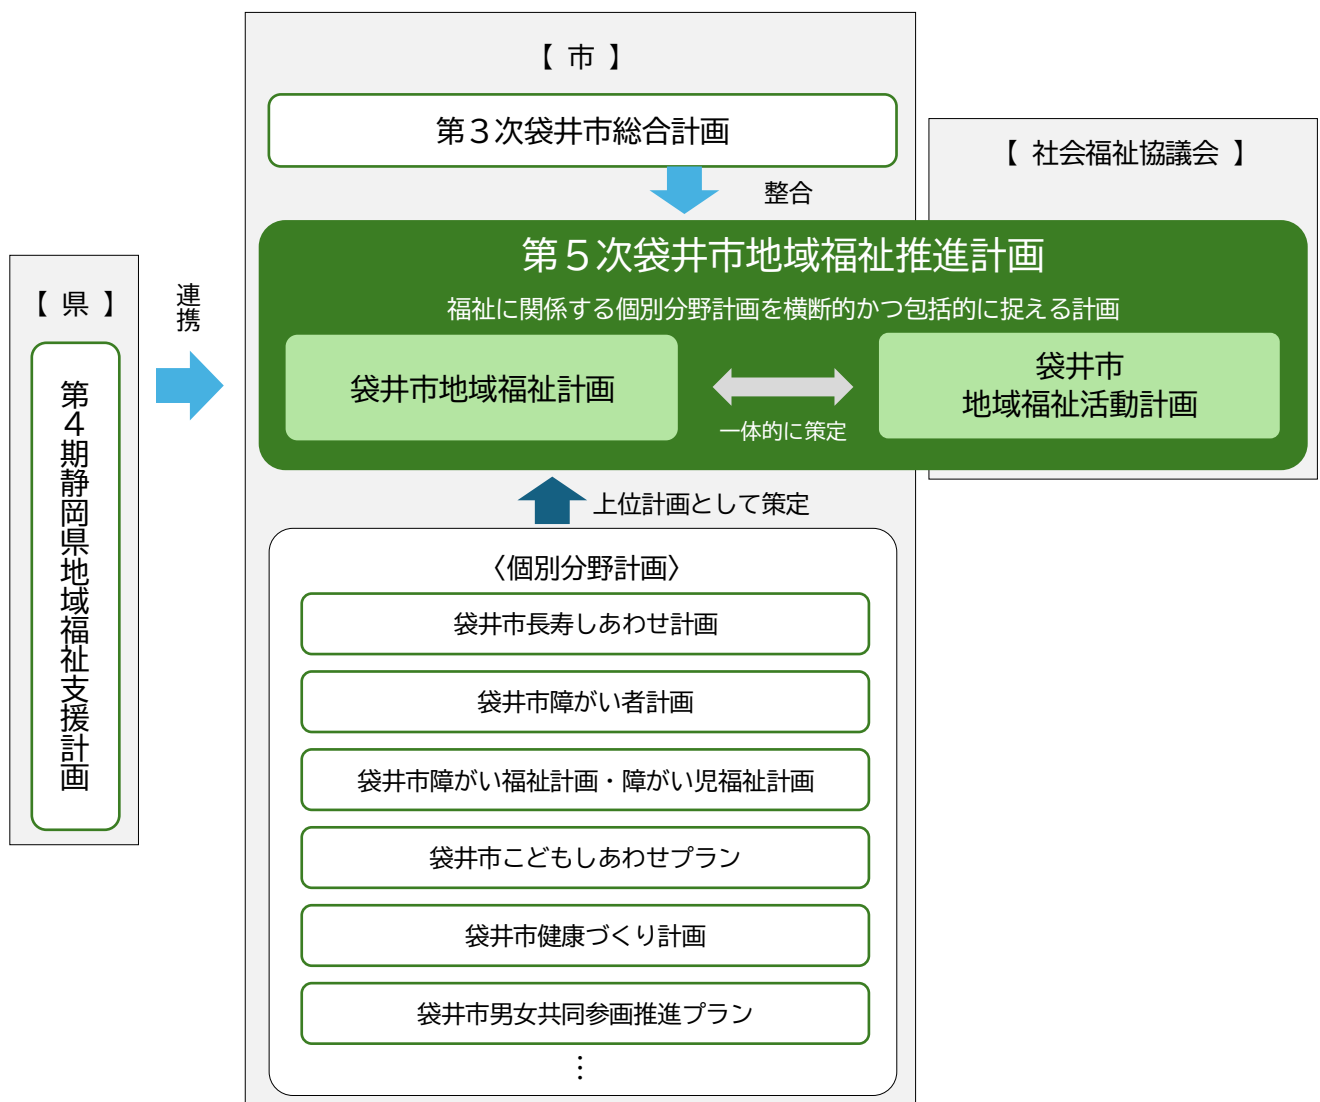 【 市 】
第３次袋井市総合計画
整合
【 社会福祉協議会 】
第５次袋井市地域福祉推進計画
福祉に関係する個別分野計画を横断的かつ包括的に捉える計画
袋井市地域福祉計画
一体的に策定
袋井市
地域福祉活動計画
【 県 】
第４期静岡県地域福祉支援計画
連携
上位計画として策定
〈個別分野計画〉
袋井市長寿しあわせ計画
袋井市障がい者計画
袋井市障がい福祉計画・障がい児福祉計画
袋井市こどもしあわせプラン
袋井市健康づくり計画
袋井市男女共同参画推進プラン
⋮